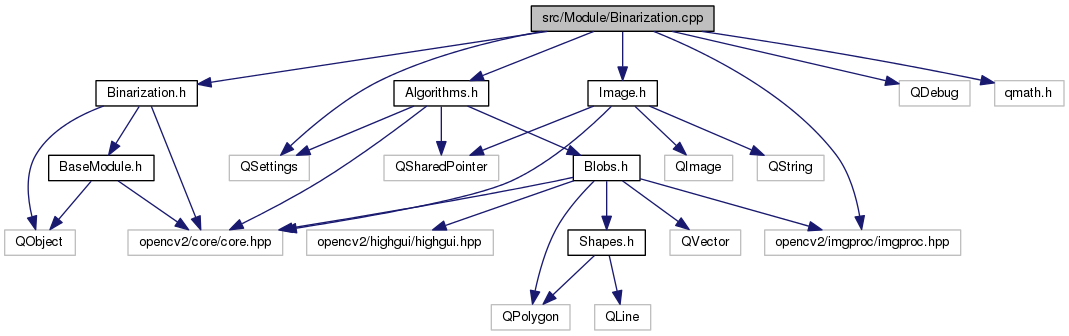 src/Module/Binarization.cpp
Binarization.h
Algorithms.h
Image.h
QDebug
qmath.h
BaseModule.h
QSettings
QSharedPointer
Blobs.h
QImage
QString
QObject
opencv2/core/core.hpp
opencv2/highgui/highgui.hpp
Shapes.h
QVector
opencv2/imgproc/imgproc.hpp
QPolygon
QLine